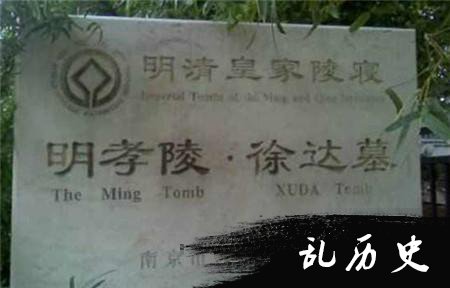 明清皇家陵寝
Imperial Tombs of the Ming and Qing Dynasties
明孝陵·徐达墓
The Ming Tomb XUDA Tomb
南京市
乱历史